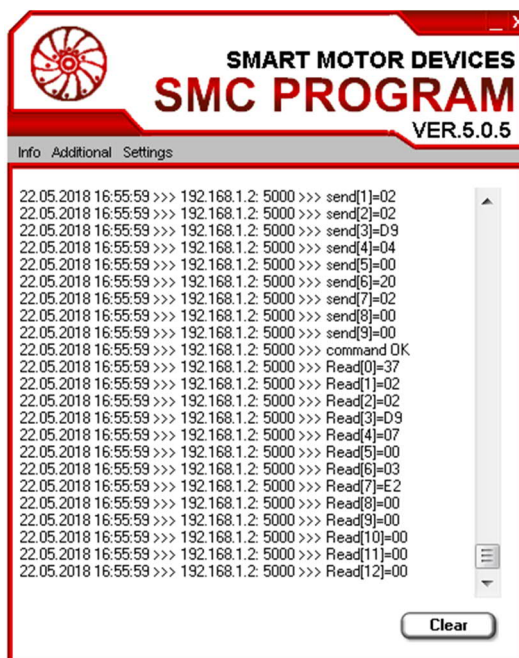 _ X
SMART MOTOR DEVICES
SMC PROGRAM
VER.5.0.5
Info Additional Settings
22.05.2018 16:55:59 >>> 192.168.1.2: 5000 >>> send[1]=02
22.05.2018 16:55:59 >>> 192.168.1.2: 5000 >>> send[2]=02
22.05.2018 16:55:59 >>> 192.168.1.2: 5000 >>> send[3]=D9
22.05.2018 16:55:59 >>> 192.168.1.2: 5000 >>> send[4]=04
22.05.2018 16:55:59 >>> 192.168.1.2: 5000 >>> send[5]=00
22.05.2018 16:55:59 >>> 192.168.1.2: 5000 >>> send[6]=20
22.05.2018 16:55:59 >>> 192.168.1.2: 5000 >>> send[7]=02
22.05.2018 16:55:59 >>> 192.168.1.2: 5000 >>> send[8]=00
22.05.2018 16:55:59 >>> 192.168.1.2: 5000 >>> send[9]=00
22.05.2018 16:55:59 >>> 192.168.1.2: 5000 >>> command OK
22.05.2018 16:55:59 >>> 192.168.1.2: 5000 >>> Read[0]=37
22.05.2018 16:55:59 >>> 192.168.1.2: 5000 >>> Read[1]=02
22.05.2018 16:55:59 >>> 192.168.1.2: 5000 >>> Read[2]=02
22.05.2018 16:55:59 >>> 192.168.1.2: 5000 >>> Read[3]=D9
22.05.2018 16:55:59 >>> 192.168.1.2: 5000 >>> Read[4]=07
22.05.2018 16:55:59 >>> 192.168.1.2: 5000 >>> Read[5]=00
22.05.2018 16:55:59 >>> 192.168.1.2: 5000 >>> Read[6]=03
22.05.2018 16:55:59 >>> 192.168.1.2: 5000 >>> Read[7]=E2
22.05.2018 16:55:59 >>> 192.168.1.2: 5000 >>> Read[8]=00
22.05.2018 16:55:59 >>> 192.168.1.2: 5000 >>> Read[9]=00
22.05.2018 16:55:59 >>> 192.168.1.2: 5000 >>> Read[10]=00
22.05.2018 16:55:59 >>> 192.168.1.2: 5000 >>> Read[11]=00
22.05.2018 16:55:59 >>> 192.168.1.2: 5000 >>> Read[12]=00
Clear